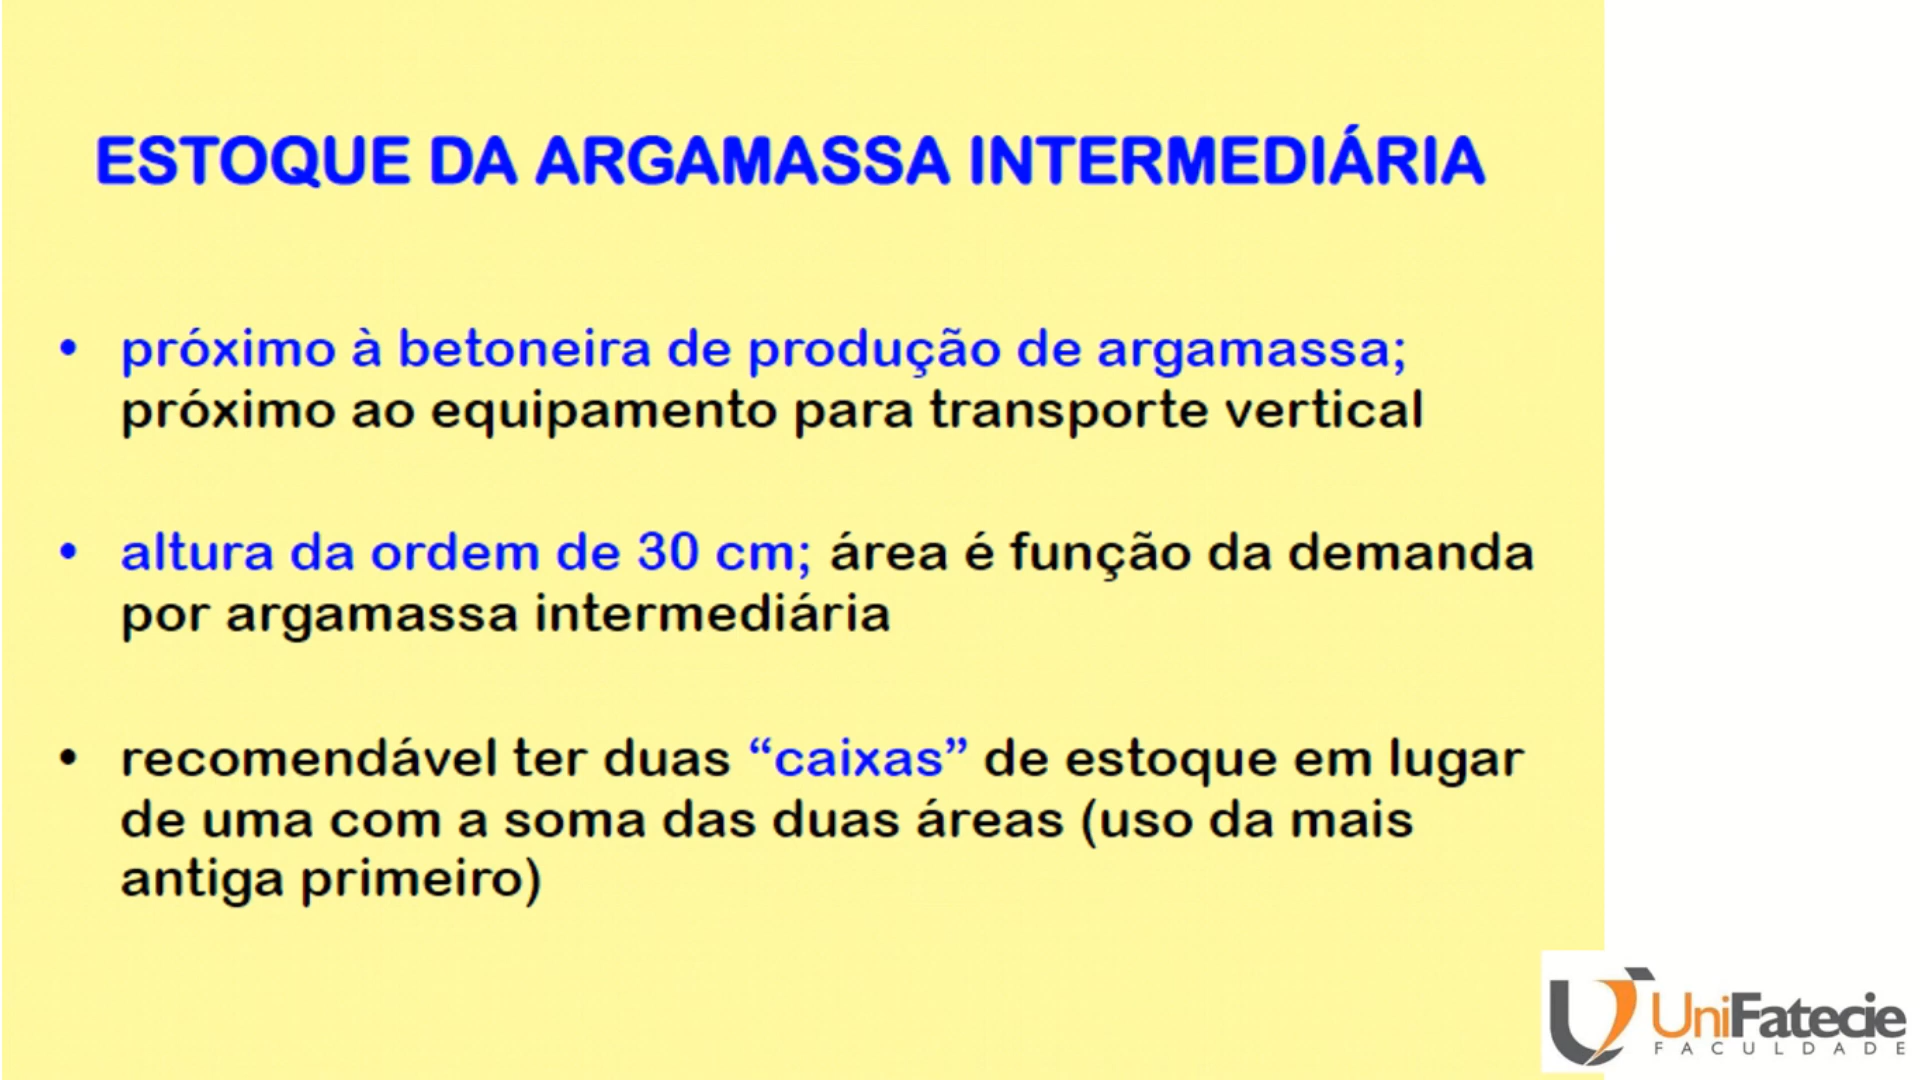 ESTOQUE DA ARGAMASSA INTERMEDIÁRIA
• próximo à betoneira de produção de argamassa;
próximo ao equipamento para transporte vertical
• altura da ordem de 30 cm; área é função da demanda
por argamassa intermediária
• recomendável ter duas “caixas” de estoque em lugar
de uma com a soma das duas áreas (uso da mais
antiga primeiro)
UniFatecie
FACULDADE